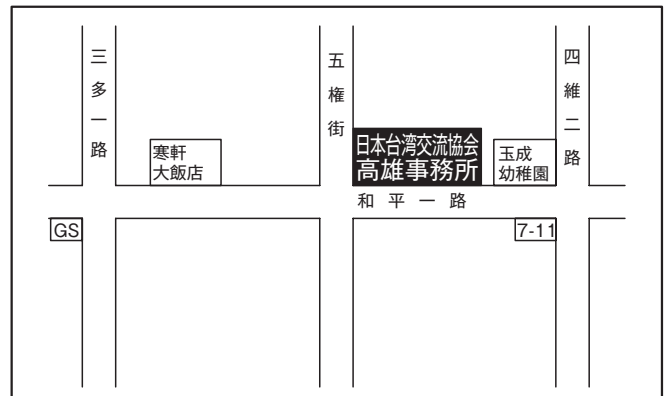 三多一路
五権街
四維二路
寒軒
大飯店
日本台湾交流協会
高雄事務所
玉成
幼稚園
和平一路
GS
7-11